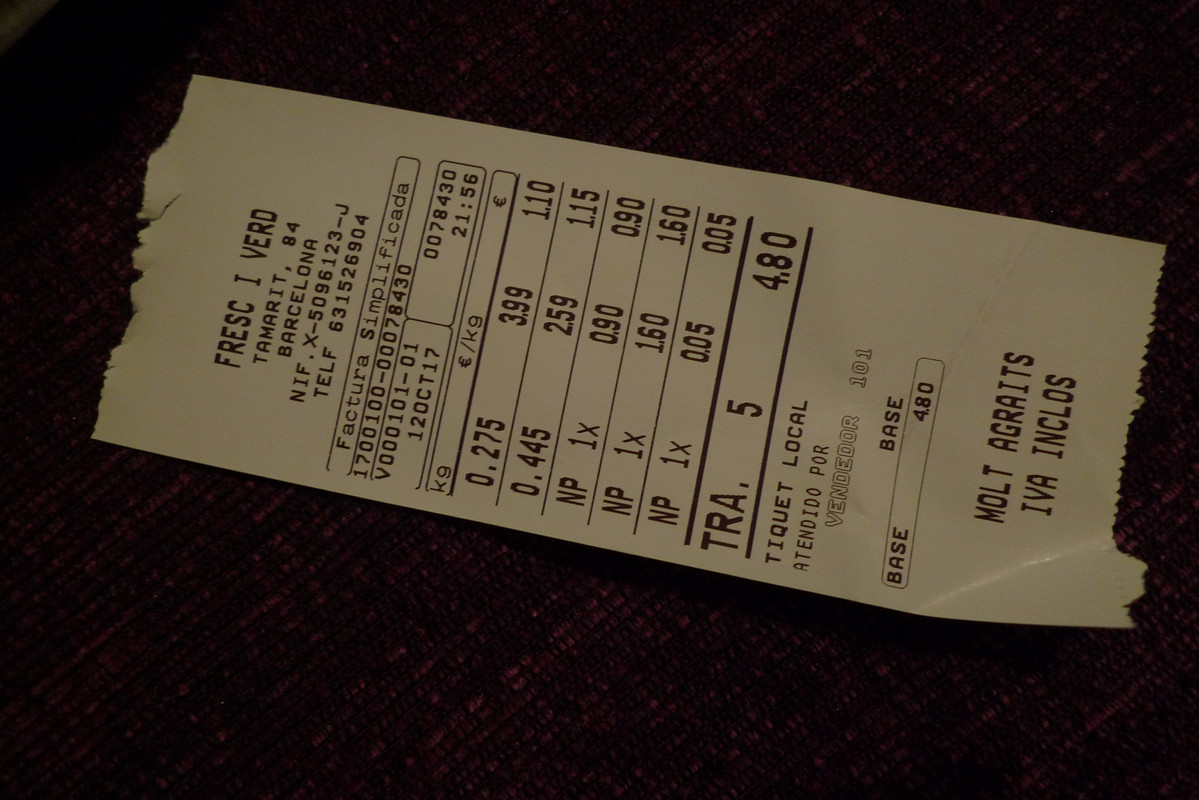 FRESC I VERD
TAMARIT, 84
BARCELONA
NIF.X-5096123-J
TELF 631526904
Factura Simplificada
1700100-00078430
V000101-01 0078430
12OCT17 21:56
kg €/kg €
0.275 3.99 1.10
0.445 2.59 1.15
NP 1x 0.90 0.90
NP 1x 1.60 1.60
NP 1x 0.05 0.05
TRA. 5 4.80
TIQUET LOCAL
ATENDIDO POR
VENDEDOR 101
BASE
BASE 4.80
MOLT AGRAITS
IVA INCLOS